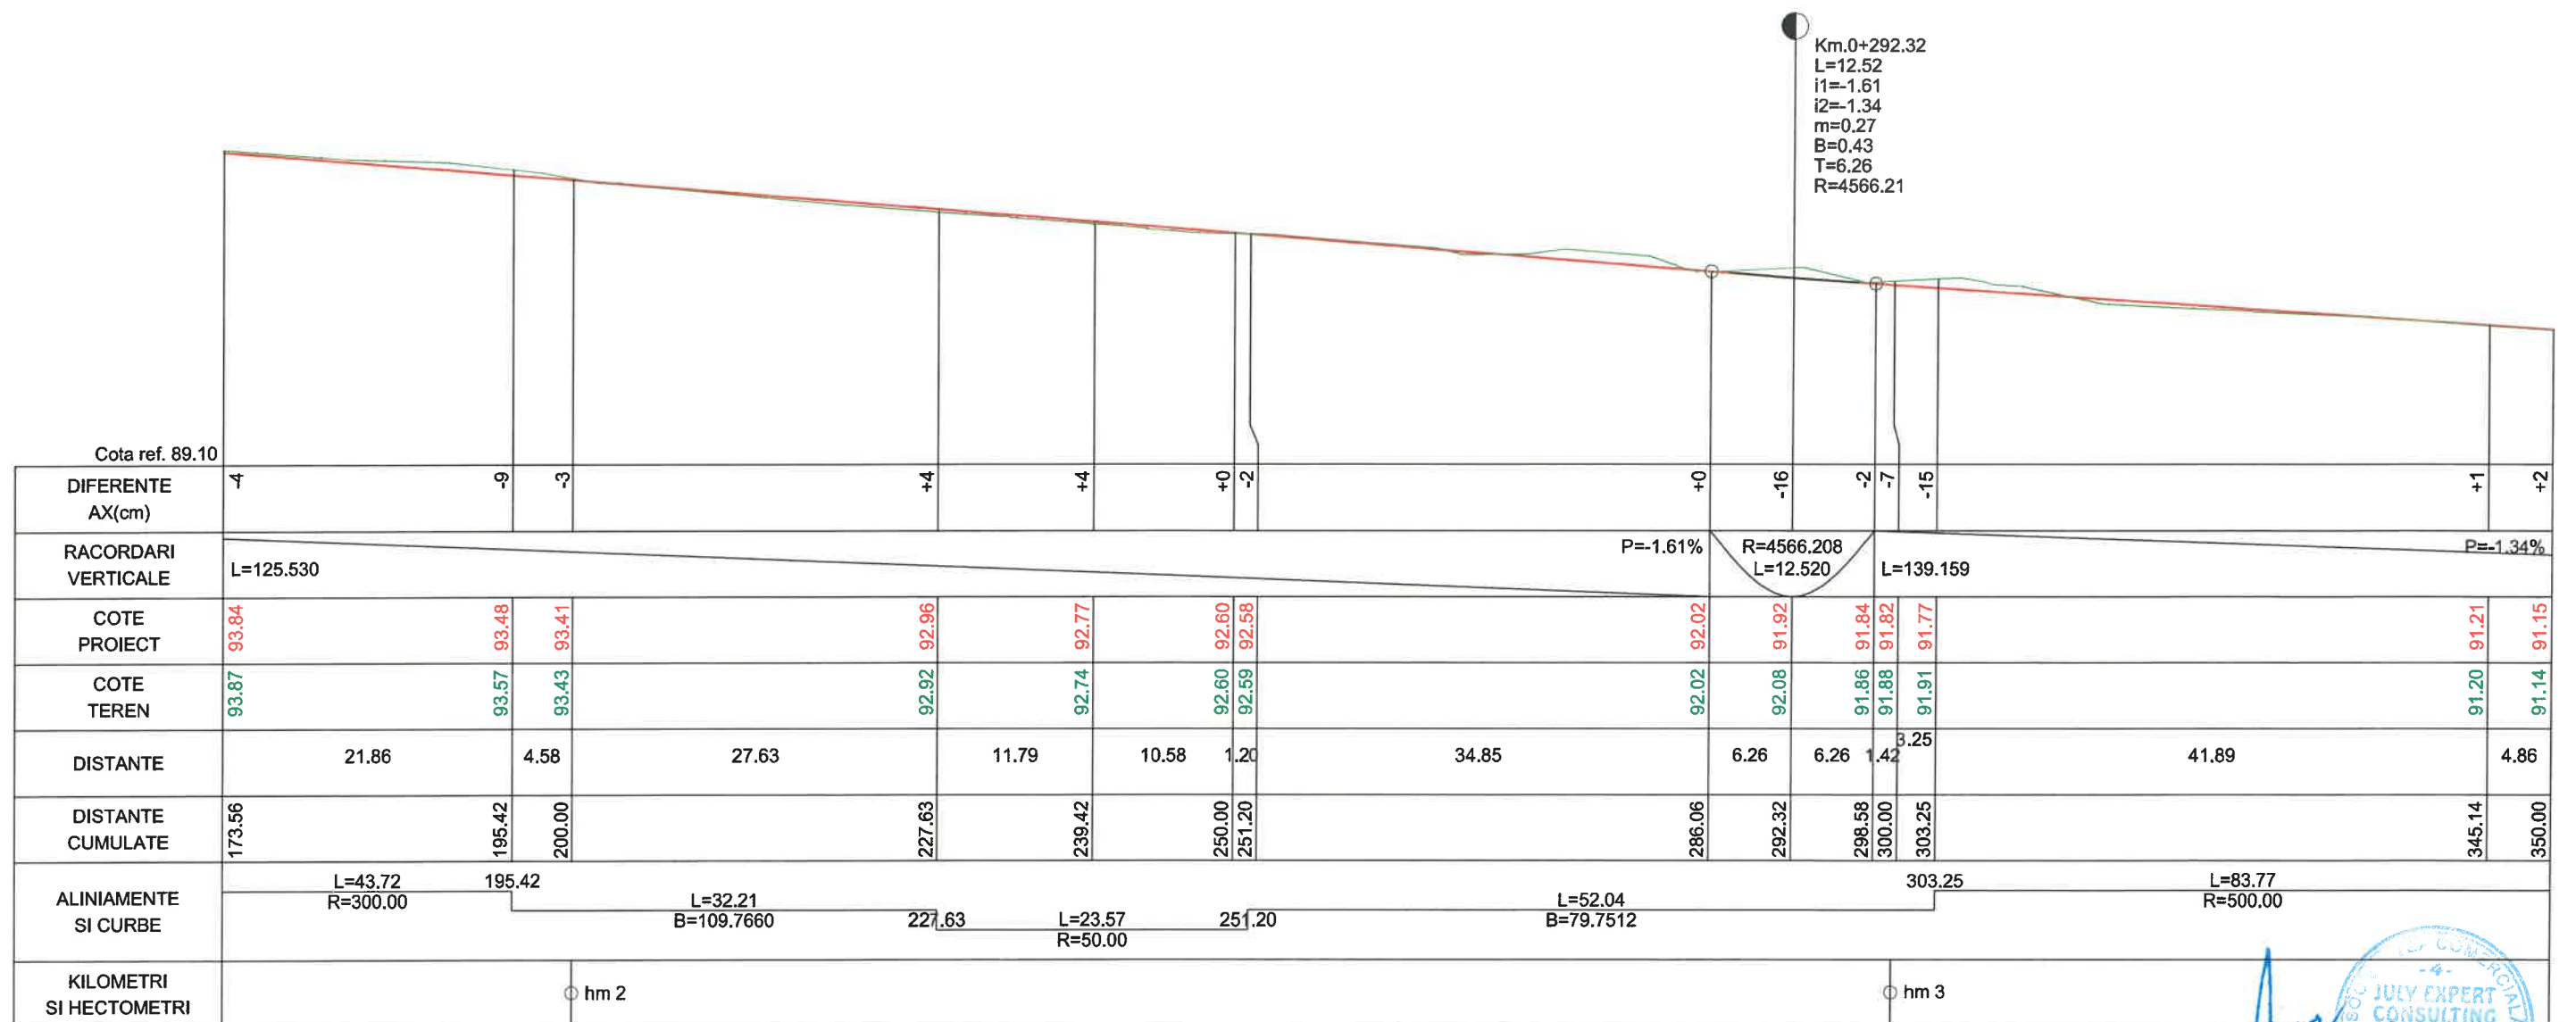 Km.0+292.32
L=12.52
i1=-1.61
i2=-1.34
m=0.27
B=0.43
T=6.26
R=4566.21
Cota ref. 89.10
DIFERENTE
AX(cm)
-4 -9 -3 +4 +4 +0 -2 +0 -16 -2 -7 -15 +1 +2
RACORDARI
VERTICALE
L=125.530
P=-1.61%
R=4566.208
L=12.520
L=139.159
P=-1.34%
COTE
PROIECT
93.84 93.48 93.41 92.96 92.77 92.60 92.58 92.02 91.92 91.84 91.82 91.77 91.21 91.15
COTE
TEREN
93.87 93.57 93.43 92.92 92.74 92.60 92.59 92.02 92.08 91.86 91.88 91.91 91.20 91.14
DISTANTE
21.86 4.58 27.63 11.79 10.58 1.20 34.85 6.26 6.26 1.42 3.25 41.89 4.86
DISTANTE
CUMULATE
173.56 195.42 200.00 227.63 239.42 250.00 251.20 286.06 292.32 298.58 300.00 303.25 345.14 350.00
ALINIAMENTE
SI CURBE
L=43.72
R=300.00
195.42
L=32.21
B=109.7660
227.63
L=23.57
R=50.00
251.20
L=52.04
B=79.7512
303.25
L=83.77
R=500.00
KILOMETRI
SI HECTOMETRI
hm 2
hm 3
COMERCIAL
-4-
JULY EXPERT
CONSULTING